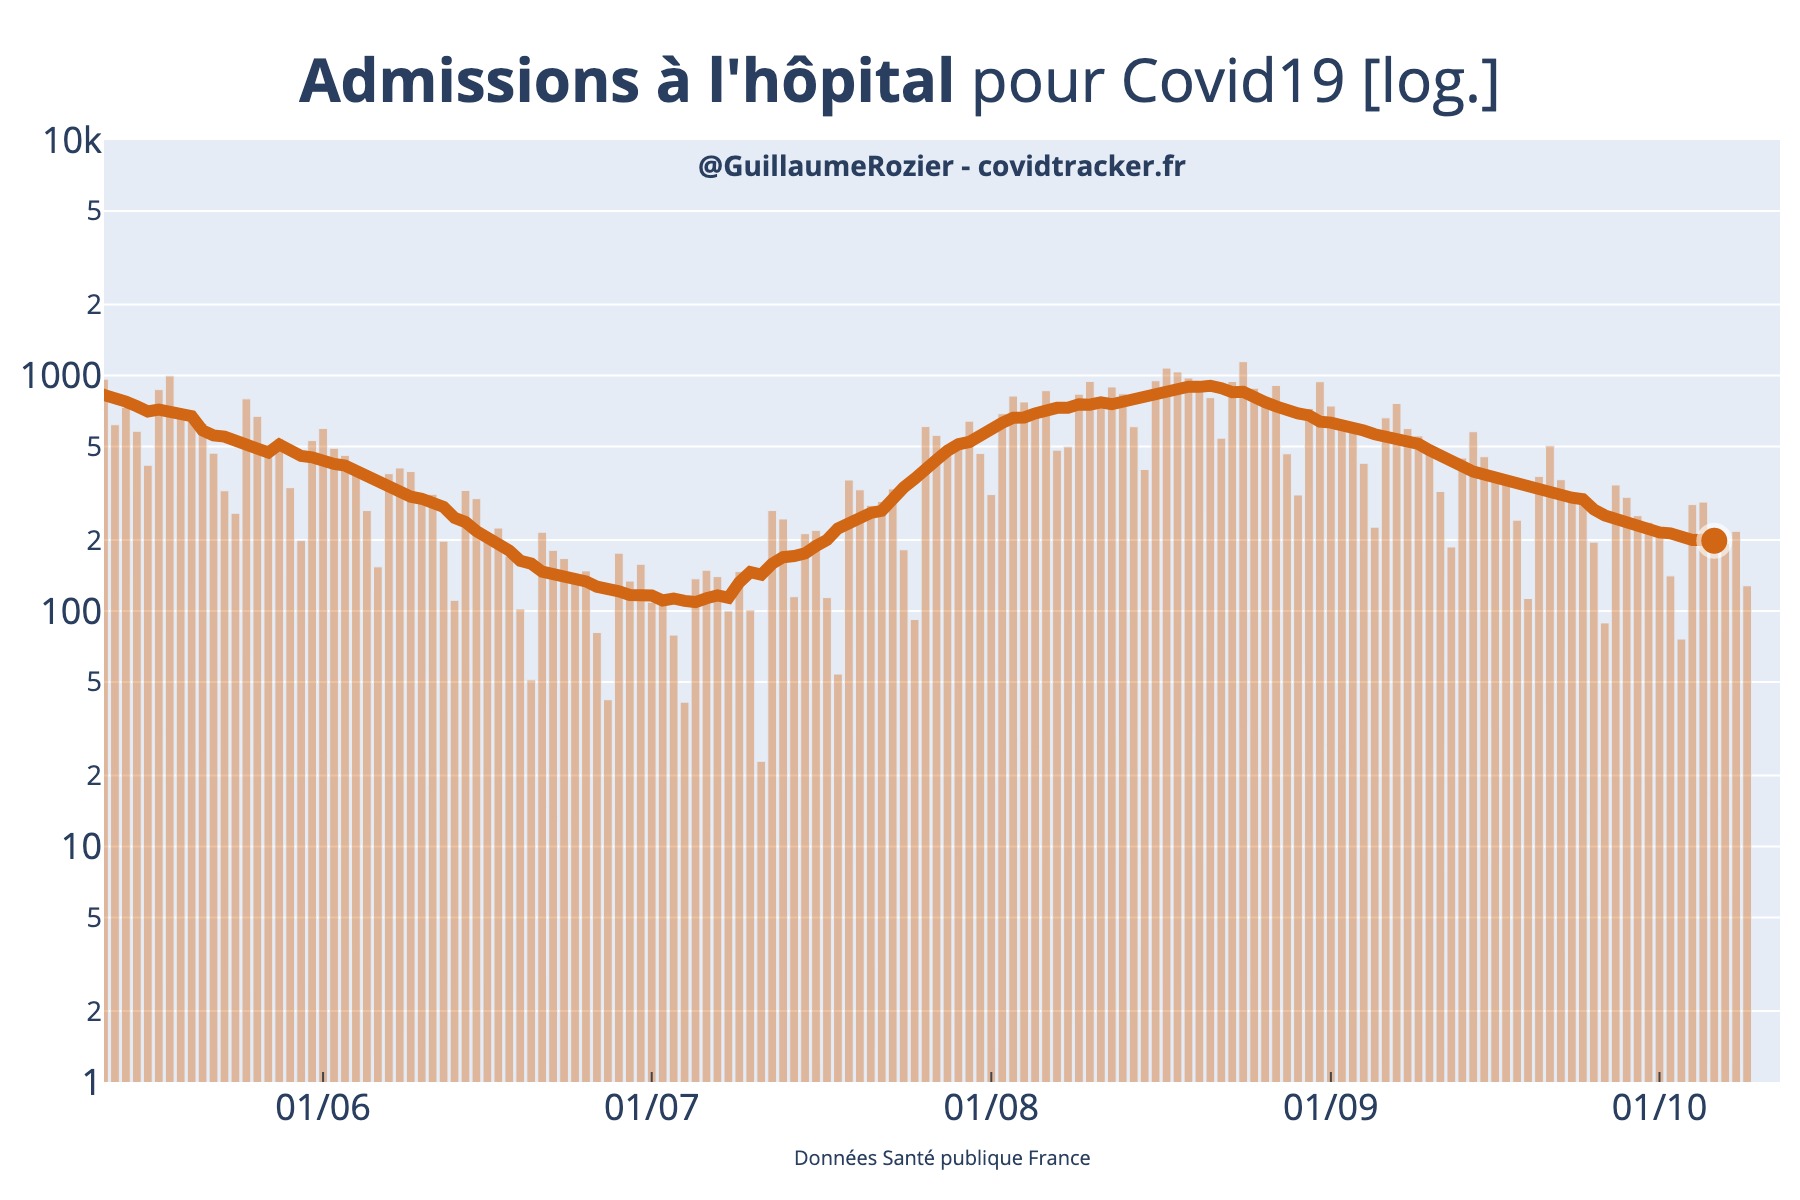 Admissions à l'hôpital pour Covid19 [log.]
@GuillaumeRozier - covidtracker.fr
10k
5
2
1000
5
2
100
5
2
10
5
2
1
01/06 01/07 01/08 01/09 01/10
Données Santé publique France